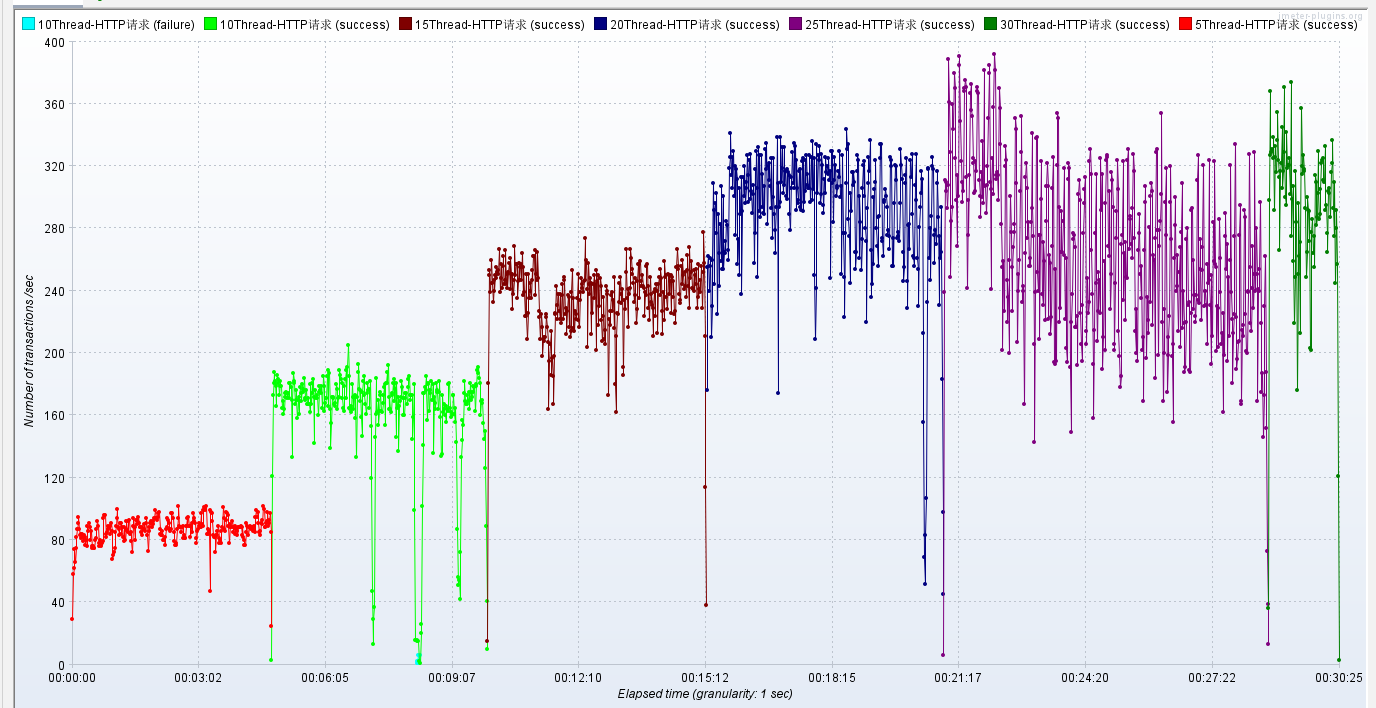 jmeter-plugins.org
10Thread-HTTP请求 (failure) 10Thread-HTTP请求 (success) 15Thread-HTTP请求 (success) 20Thread-HTTP请求 (success) 25Thread-HTTP请求 (success) 30Thread-HTTP请求 (success) 5Thread-HTTP请求 (success)
400
360
320
280
240
200
160
120
80
40
0
Number of transactions /sec
00:00:00 00:03:02 00:06:05 00:09:07 00:12:10 00:15:12 00:18:15 00:21:17 00:24:20 00:27:22 00:30:25
Elapsed time (granularity: 1 sec)